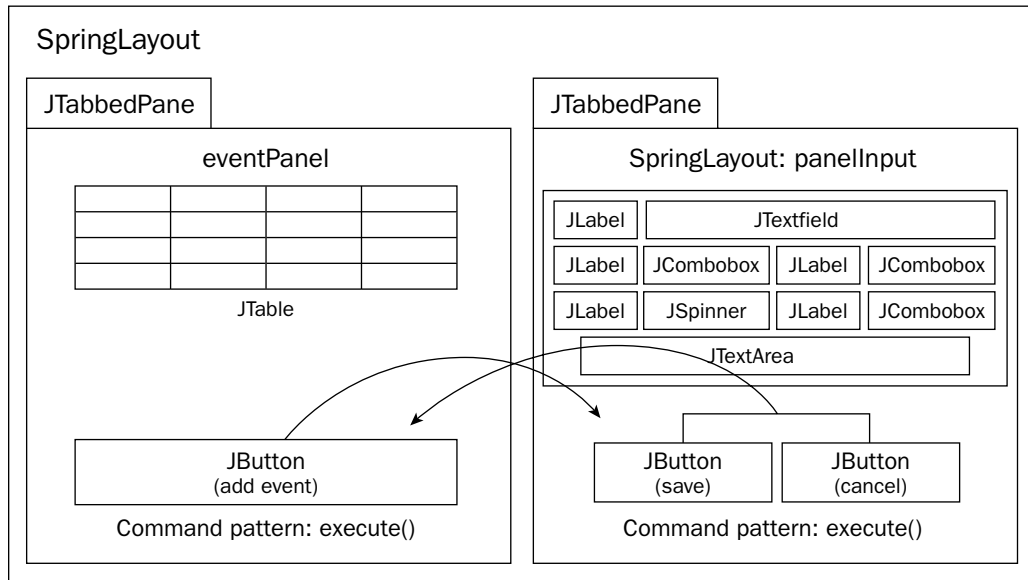 SpringLayout
JTabbedPane
eventPanel
JTable
JButton
(add event)
Command pattern: execute()
JTabbedPane
SpringLayout: panelInput
JLabel
JTextfield
JLabel
JCombobox
JLabel
JCombobox
JLabel
JSpinner
JLabel
JCombobox
JTextArea
JButton
(save)
JButton
(cancel)
Command pattern: execute()